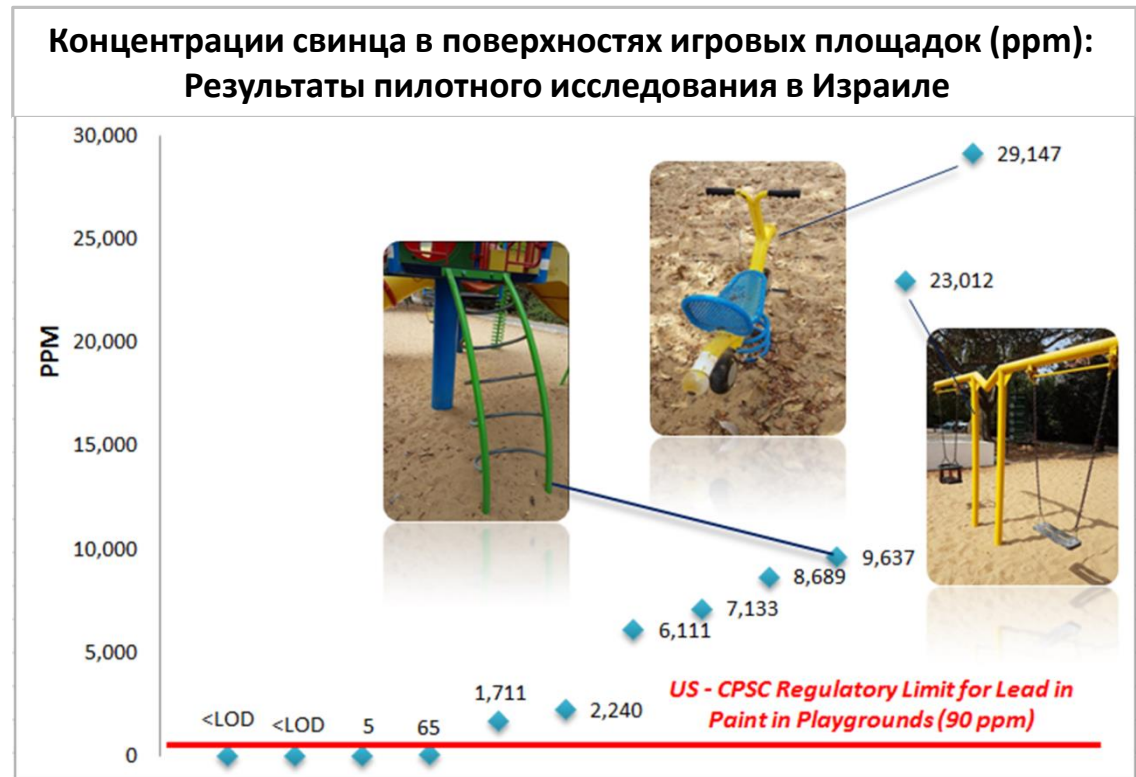 Концентрации свинца в поверхностях игровых площадок (ppm):
Результаты пилотного исследования в Израиле
30,000
25,000
20,000
15,000
10,000
5,000
0
PPM
29,147
23,012
9,637
8,689
7,133
6,111
2,240
1,711
65
5
<LOD
<LOD
US - CPSC Regulatory Limit for Lead in
Paint in Playgrounds (90 ppm)